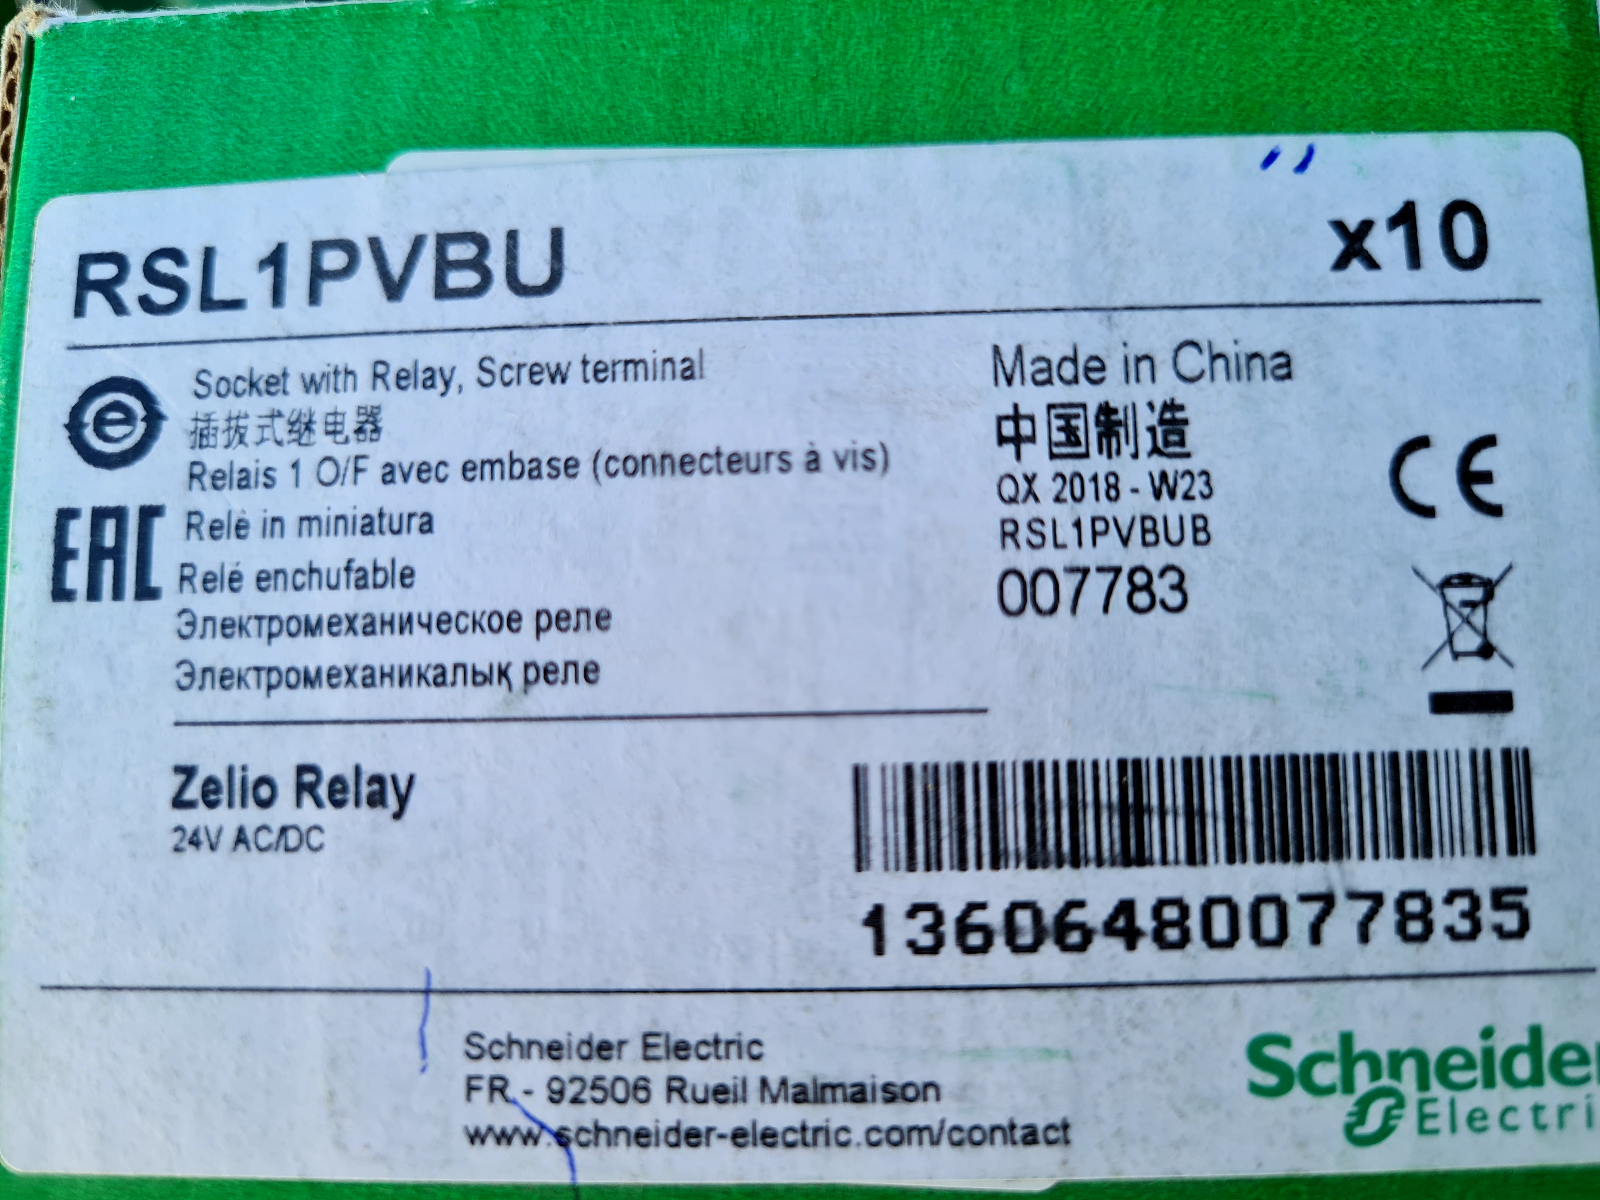 RSL1PVBU
x10
Socket with Relay, Screw terminal
插拔式继电器
Relais 1 O/F avec embase (connecteurs à vis)
Relè in miniatura
Relé enchufable
Электромеханическое реле
Электромеханикалық реле
EAC
Made in China
中国制造
QX 2018 - W23
RSL1PVBUB
007783
CE
Zelio Relay
24V AC/DC
13606480077835
Schneider Electric
FR - 92506 Rueil Malmaison
www.schneider-electric.com/contact
Schneider
Electric